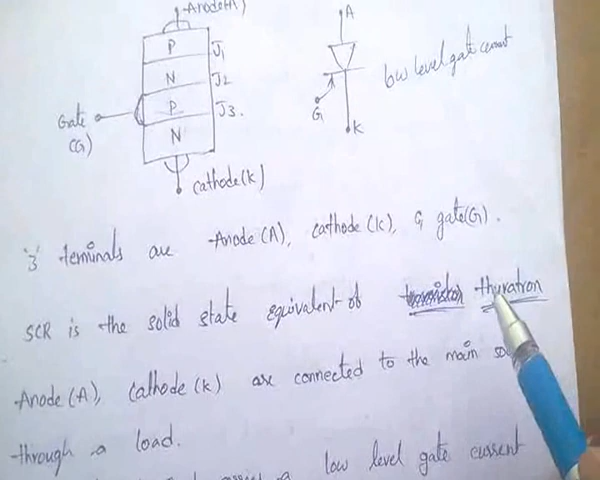 Anode(A)
A
P
J1
N
J2
P
J3.
N
low level gate current
Gate
(G)
G
K
cathode(k)
'3' terminals are Anode(A), cathode(k), & gate(G).
SCR is the solid state equivalent of thyratron
Anode(A), cathode(k) are connected to the main
through a load.
a low level gate current